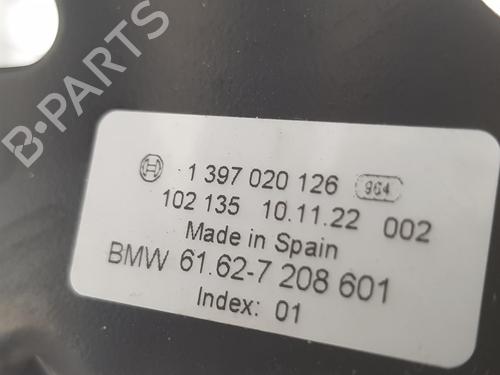 B-PARTS
1 397 020 126 964
102 135 10.11.22 002
Made in Spain
BMW 61.62-7 208 601
Index: 01